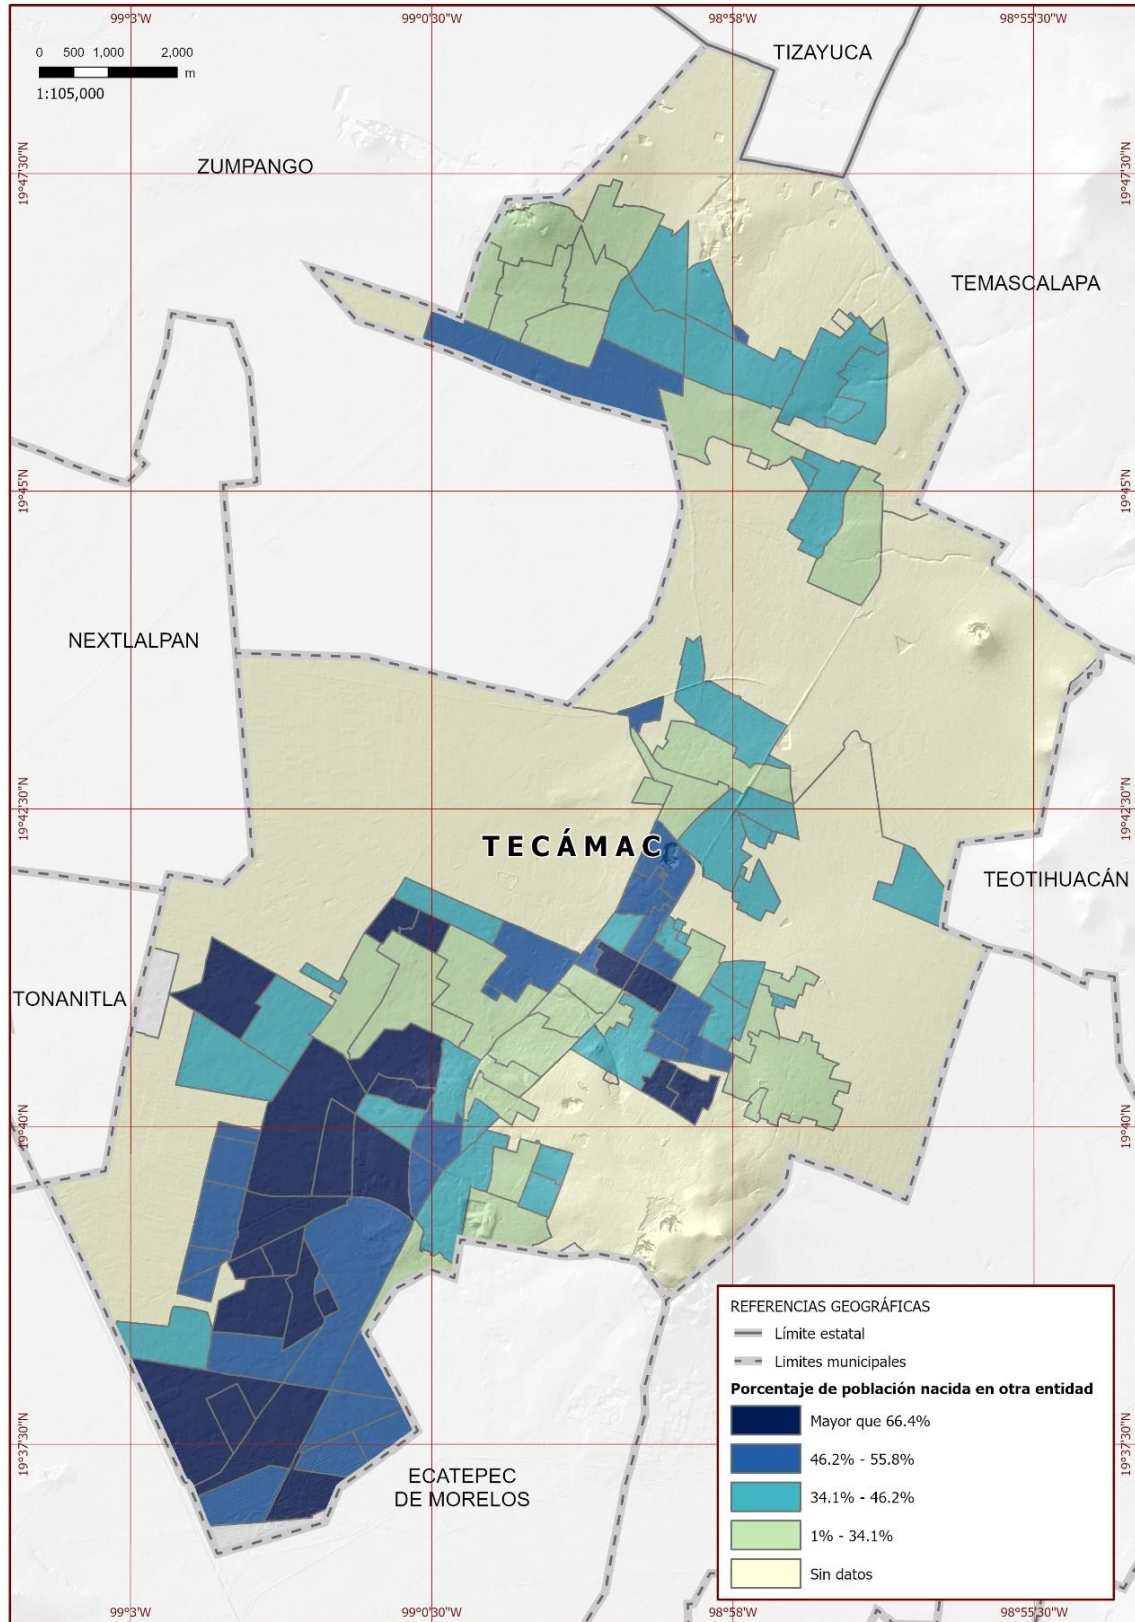 99°3'W
99°0'30"W
98°58'W
98°55'30"W
0 500 1,000 2,000
m
1:105,000
TIZAYUCA
ZUMPANGO
19°47'30"N
19°47'30"N
TEMASCALAPA
19°45'N
19°45'N
NEXTLALPAN
19°42'30"N
19°42'30"N
TECÁMAC
TEOTIHUACÁN
TONANITLA
19°40'N
19°40'N
REFERENCIAS GEOGRÁFICAS
Límite estatal
Limites municipales
Porcentaje de población nacida en otra entidad
Mayor que 66.4%
46.2% - 55.8%
34.1% - 46.2%
1% - 34.1%
Sin datos
19°37'30"N
19°37'30"N
ECATEPEC
DE MORELOS
99°3'W
99°0'30"W
98°58'W
98°55'30"W